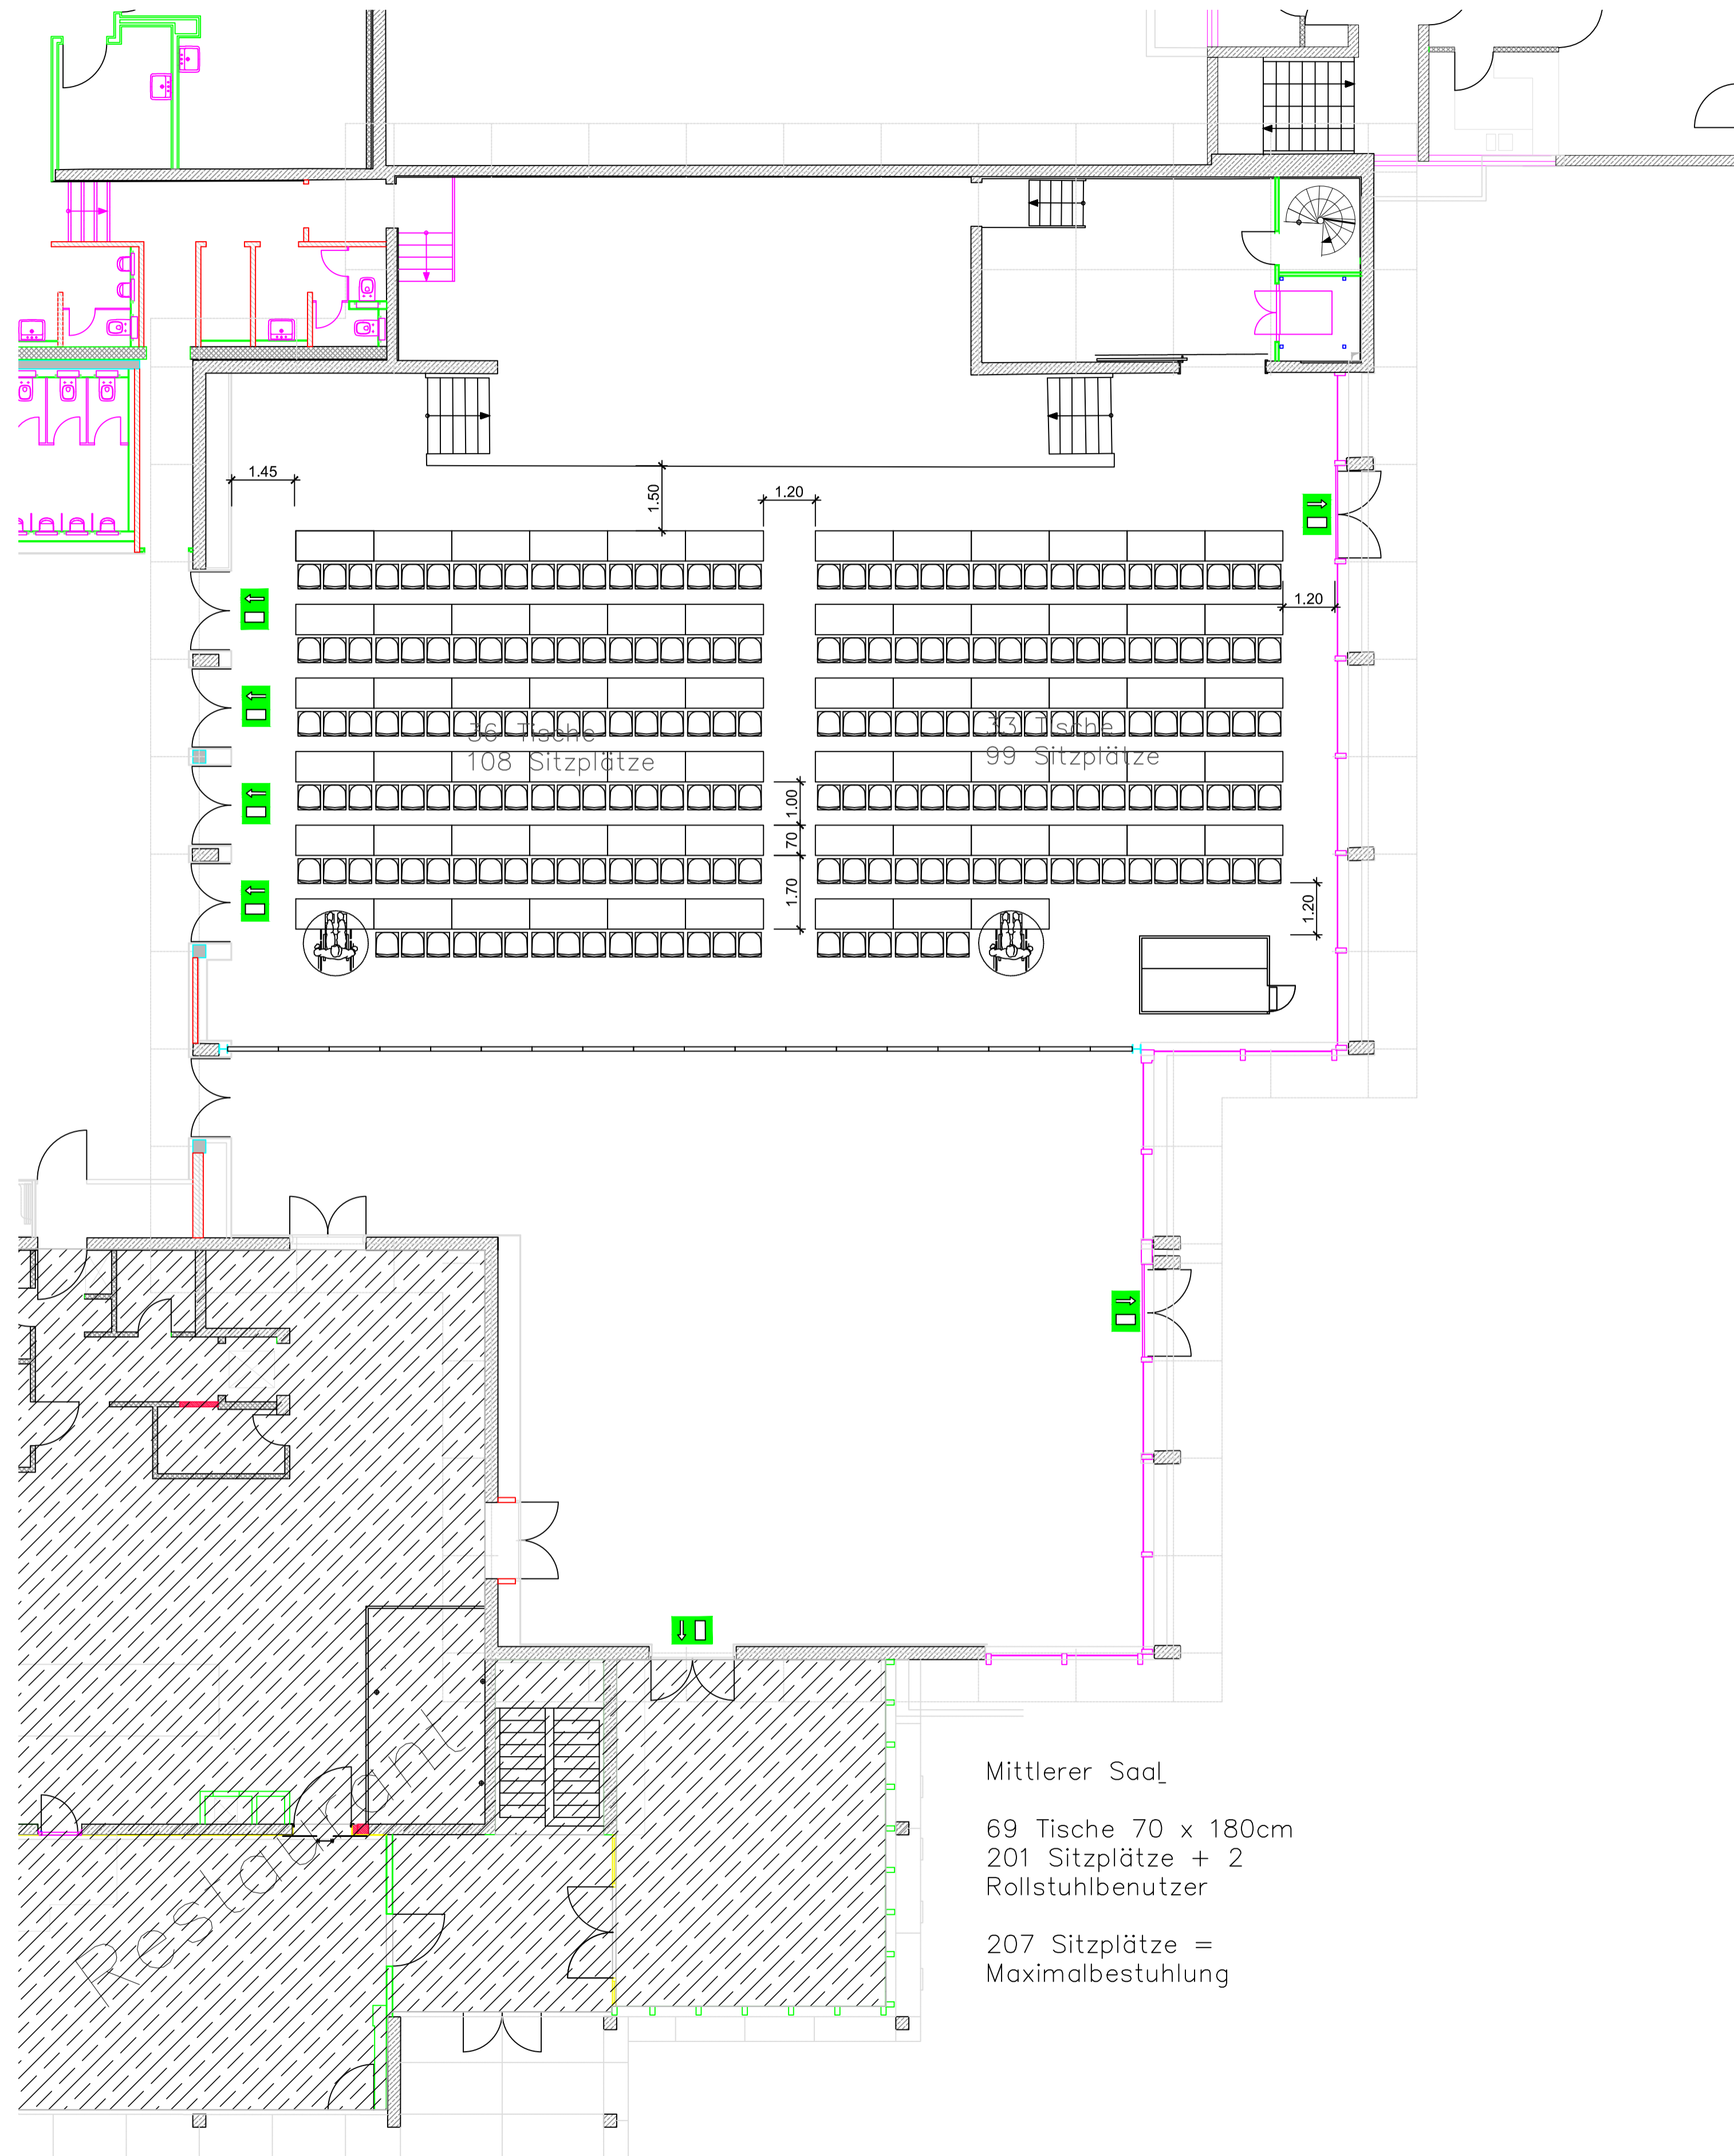 1.45
1.50
1.20
1.20
36 Tische
108 Sitzplätze
33 Tische
99 Sitzplätze
1.00
70
1.70
1.20
Restaurant
Mittlerer Saal
69 Tische 70 x 180cm
201 Sitzplätze + 2
Rollstuhlbenutzer
207 Sitzplätze =
Maximalbestuhlung